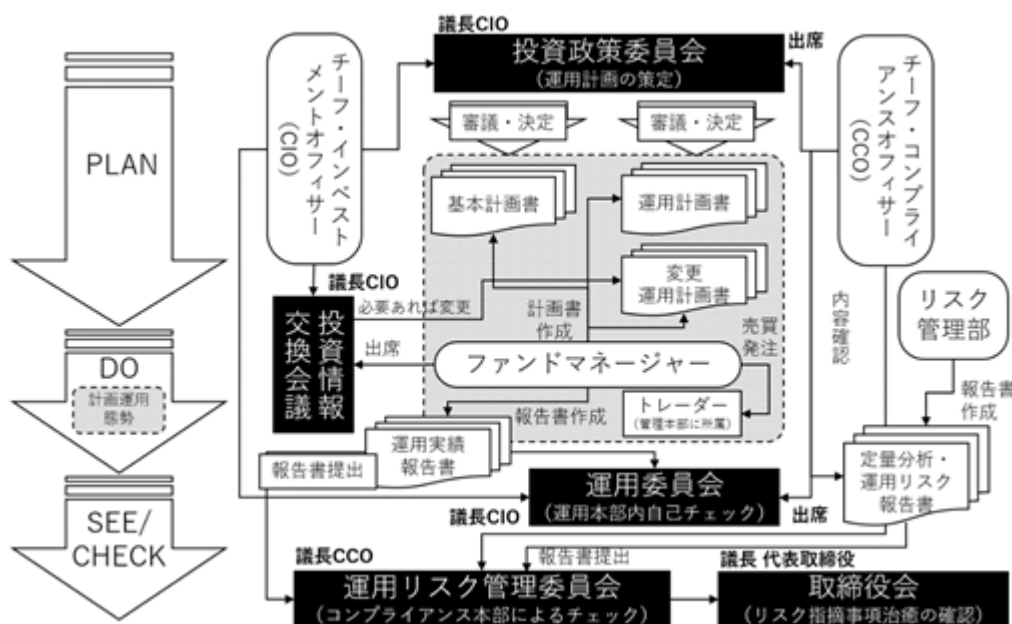 PLAN
DO
計画運用
態勢
SEE/
CHECK
チーフ・インベスト
メントオフィサー
(CIO)
議長CIO
投資政策委員会
(運用計画の策定)
出席
チーフ・コンプライ
アンスオフィサー
(CCO)
審議・決定
審議・決定
基本計画書
運用計画書
変更
運用計画書
議長CIO
必要あれば変更
投資情報
交換会議
出席
計画書
作成
売買
発注
ファンドマネージャー
報告書作成
トレーダー
(管理本部に所属)
内容確認
リスク
管理部
報告書
作成
運用実績
報告書
報告書提出
定量分析・
運用リスク
報告書
議長CIO
運用委員会
(運用本部内自己チェック)
出席
議長CCO
運用リスク管理委員会
(コンプライアンス本部によるチェック)
報告書提出
議長 代表取締役
取締役会
(リスク指摘事項治癒の確認)